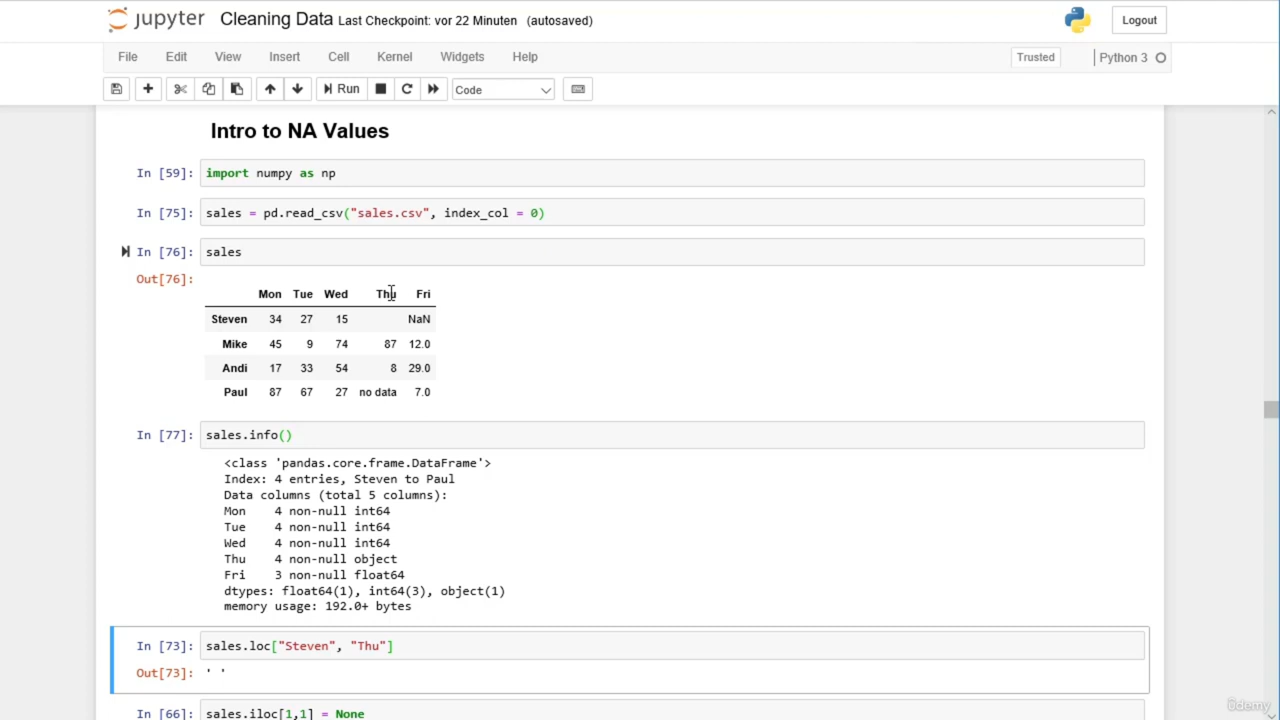 jupyter Cleaning Data Last Checkpoint: vor 22 Minuten (autosaved) Logout
File Edit View Insert Cell Kernel Widgets Help Trusted Python 3
Run Code
Intro to NA Values
In [59]: import numpy as np
In [75]: sales = pd.read_csv("sales.csv", index_col = 0)
In [76]: sales
Out[76]:
Mon Tue Wed Thu Fri
Steven 34 27 15 NaN
Mike 45 9 74 87 12.0
Andi 17 33 54 8 29.0
Paul 87 67 27 no data 7.0
In [77]: sales.info()
<class 'pandas.core.frame.DataFrame'>
Index: 4 entries, Steven to Paul
Data columns (total 5 columns):
Mon 4 non-null int64
Tue 4 non-null int64
Wed 4 non-null int64
Thu 4 non-null object
Fri 3 non-null float64
dtypes: float64(1), int64(3), object(1)
memory usage: 192.0+ bytes
In [73]: sales.loc["Steven", "Thu"]
Out[73]: ' '
In [66]: sales.iloc[1,1] = None
Udemy